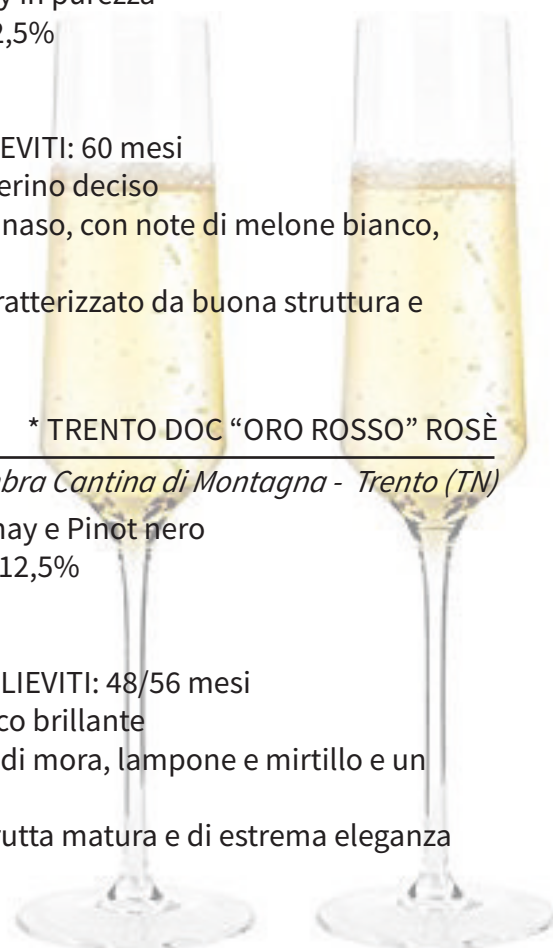 y in purezza
2,5%
EVITI: 60 mesi
erino deciso
naso, con note di melone bianco,
ratterizzato da buona struttura e
* TRENTO DOC “ORO ROSSO” ROSÈ
bra Cantina di Montagna - Trento (TN)
nay e Pinot nero
12,5%
LIEVITI: 48/56 mesi
co brillante
di mora, lampone e mirtillo e un
rutta matura e di estrema eleganza